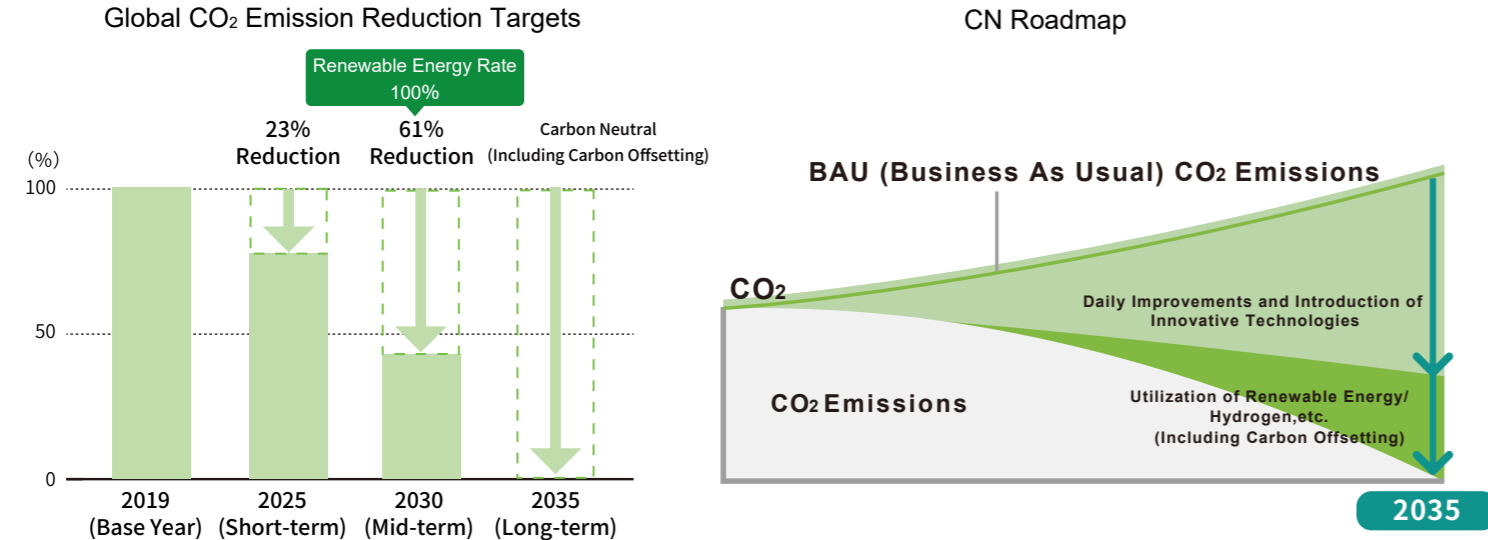 Global CO₂ Emission Reduction Targets
Renewable Energy Rate
100%
23%
Reduction
61%
Reduction
Carbon Neutral
(Including Carbon Offsetting)
(%)
100
50
0
2019
(Base Year)
2025
(Short-term)
2030
(Mid-term)
2035
(Long-term)
CN Roadmap
BAU (Business As Usual) CO₂ Emissions
CO₂
Daily Improvements and Introduction of
Innovative Technologies
CO₂ Emissions
Utilization of Renewable Energy/
Hydrogen,etc.
(Including Carbon Offsetting)
2035